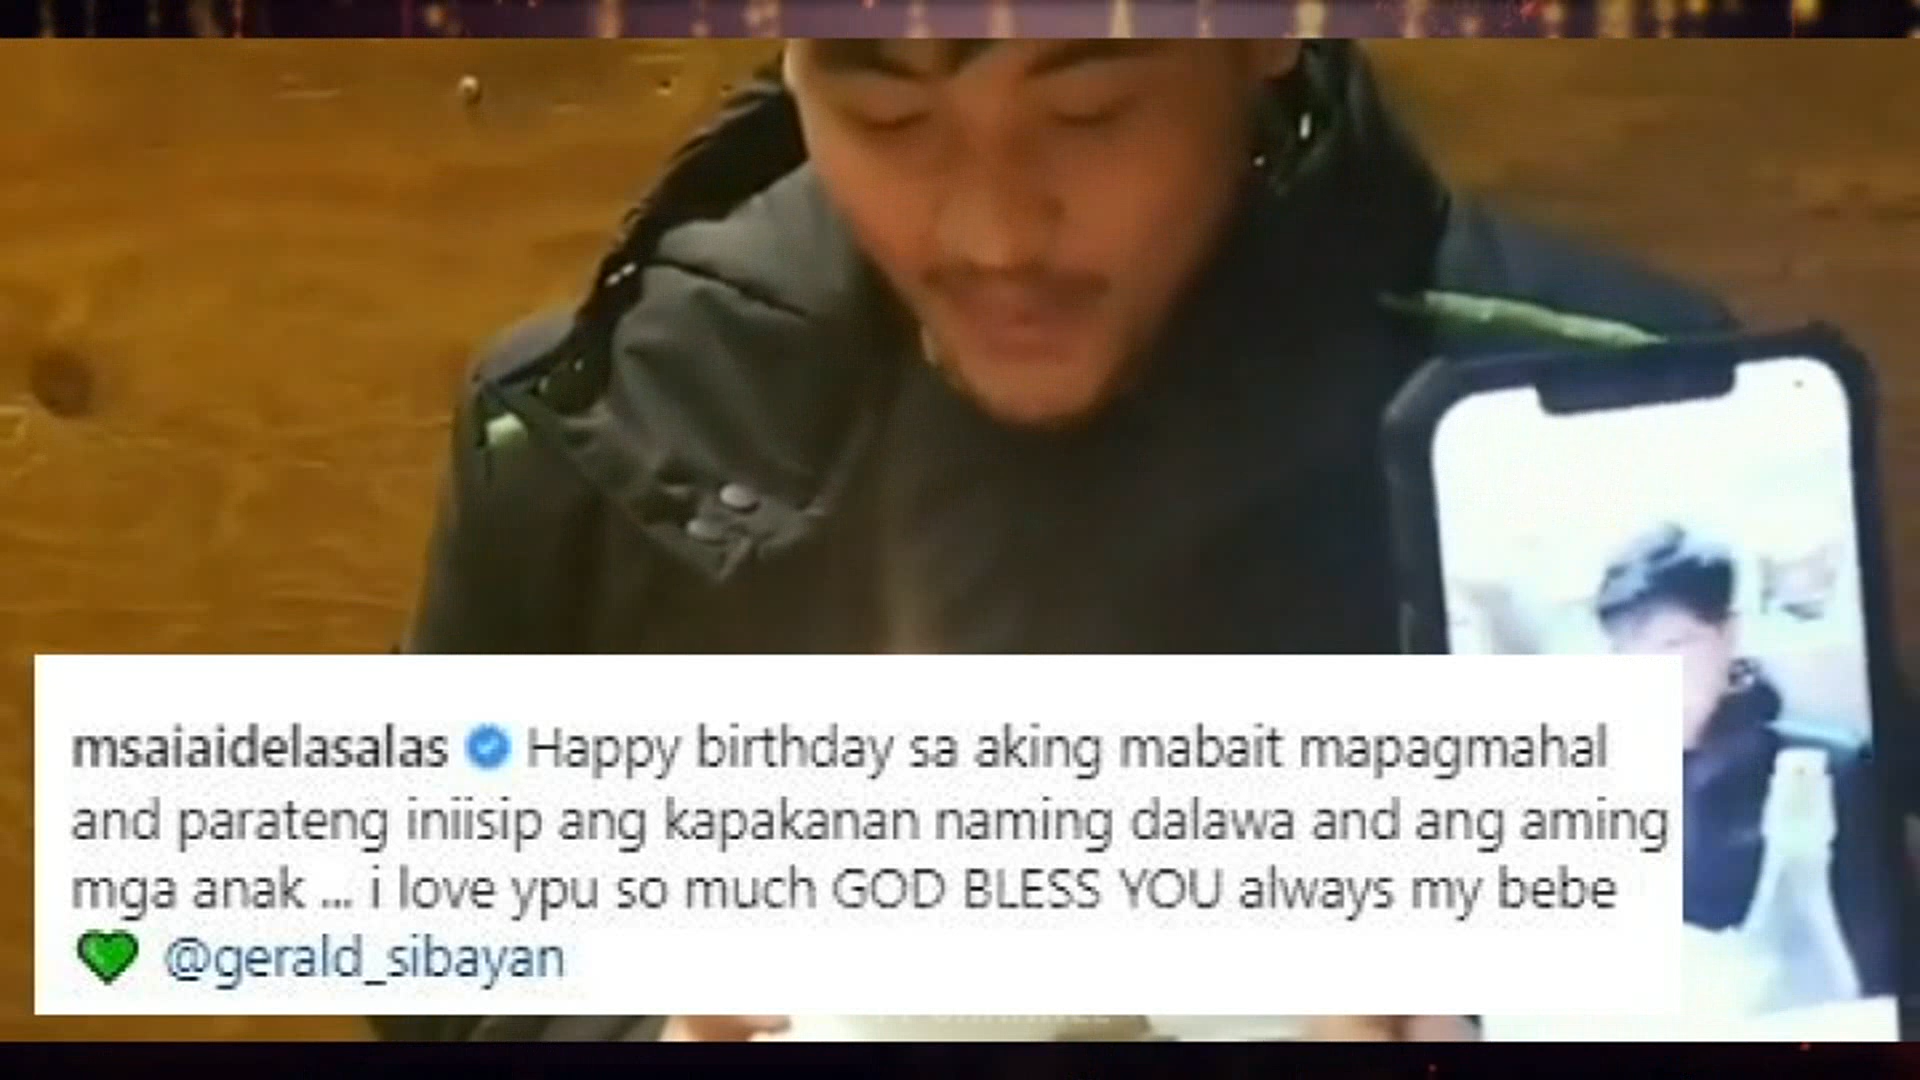 msaiaidelasalas Happy birthday sa aking mabait mapagmahal
and parateng iniisip ang kapakanan naming dalawa and ang aming
mga anak ... i love ypu so much GOD BLESS YOU always my bebe
💚 @gerald_sibayan